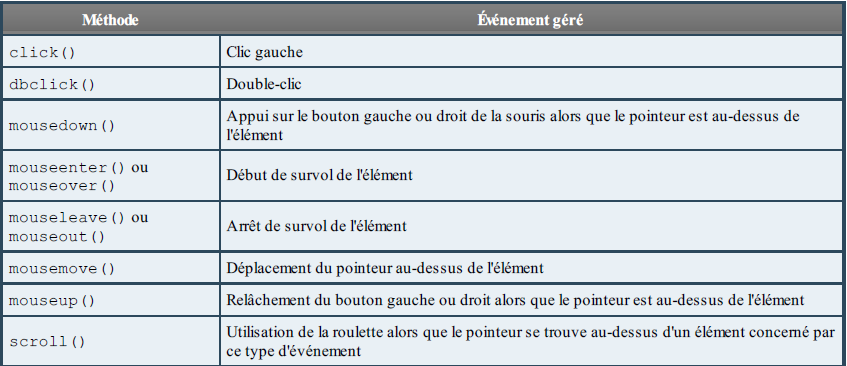 Méthode Événement géré
click() Clic gauche
dbclick() Double-clic
mousedown() Appui sur le bouton gauche ou droit de la souris alors que le pointeur est au-dessus de
l'élément
mouseenter() ou
mouseover() Début de survol de l'élément
mouseleave() ou
mouseout() Arrêt de survol de l'élément
mousemove() Déplacement du pointeur au-dessus de l'élément
mouseup() Relâchement du bouton gauche ou droit alors que le pointeur est au-dessus de l'élément
scroll() Utilisation de la roulette alors que le pointeur se trouve au-dessus d'un élément concerné par
ce type d'événement